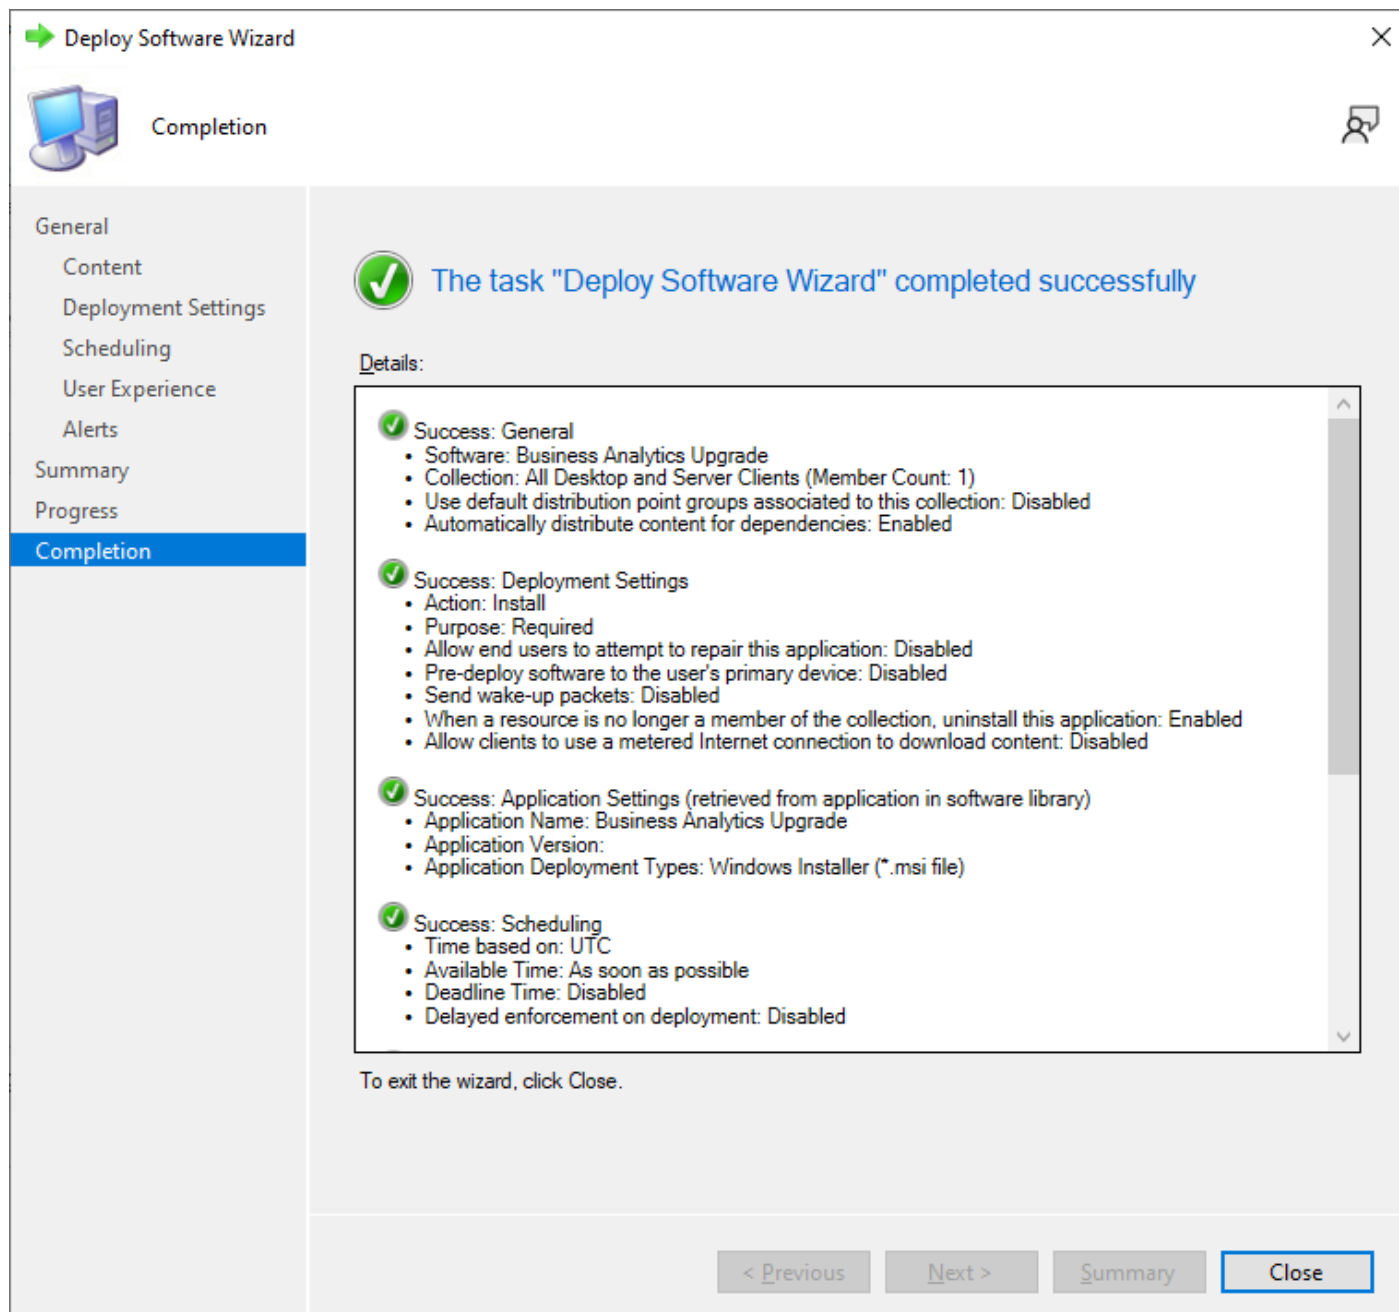 Deploy Software Wizard
Completion
General
Content
Deployment Settings
Scheduling
User Experience
Alerts
Summary
Progress
Completion
The task "Deploy Software Wizard" completed successfully
Details:
Success: General
• Software: Business Analytics Upgrade
• Collection: All Desktop and Server Clients (Member Count: 1)
• Use default distribution point groups associated to this collection: Disabled
• Automatically distribute content for dependencies: Enabled
Success: Deployment Settings
• Action: Install
• Purpose: Required
• Allow end users to attempt to repair this application: Disabled
• Pre-deploy software to the user's primary device: Disabled
• Send wake-up packets: Disabled
• When a resource is no longer a member of the collection, uninstall this application: Enabled
• Allow clients to use a metered Internet connection to download content: Disabled
Success: Application Settings (retrieved from application in software library)
• Application Name: Business Analytics Upgrade
• Application Version:
• Application Deployment Types: Windows Installer (*.msi file)
Success: Scheduling
• Time based on: UTC
• Available Time: As soon as possible
• Deadline Time: Disabled
• Delayed enforcement on deployment: Disabled
To exit the wizard, click Close.
< Previous
Next >
Summary
Close